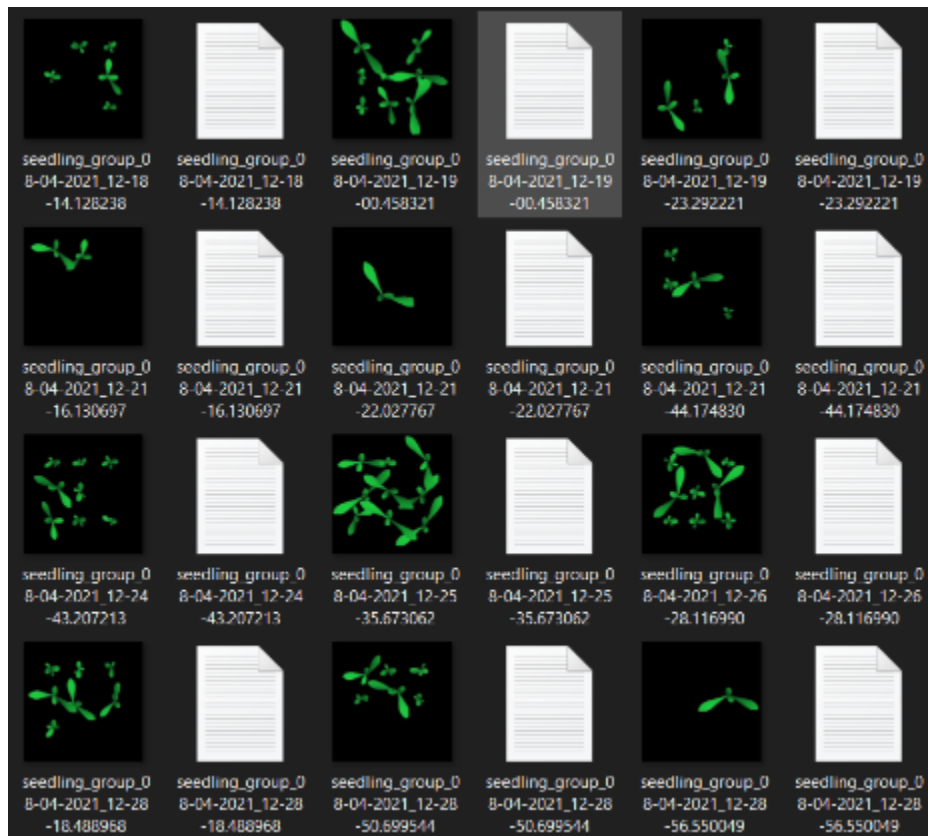 seedling_group_0 seedling_group_0 seedling_group_0 seedling_group_0 seedling_group_0 seedling_group_0
8-04-2021_12-18 8-04-2021_12-18 8-04-2021_12-19 8-04-2021_12-19 8-04-2021_12-19 8-04-2021_12-19
-14.128238 -14.128238 -00.458321 -00.458321 -23.292221 -23.292221
seedling_group_0 seedling_group_0 seedling_group_0 seedling_group_0 seedling_group_0 seedling_group_0
8-04-2021_12-21 8-04-2021_12-21 8-04-2021_12-21 8-04-2021_12-21 8-04-2021_12-21 8-04-2021_12-21
-16.130697 -16.130697 -22.027767 -22.027767 -44.174830 -44.174830
seedling_group_0 seedling_group_0 seedling_group_0 seedling_group_0 seedling_group_0 seedling_group_0
8-04-2021_12-24 8-04-2021_12-24 8-04-2021_12-25 8-04-2021_12-25 8-04-2021_12-26 8-04-2021_12-26
-43.207213 -43.207213 -35.673062 -35.673062 -28.116990 -28.116990
seedling_group_0 seedling_group_0 seedling_group_0 seedling_group_0 seedling_group_0 seedling_group_0
8-04-2021_12-28 8-04-2021_12-28 8-04-2021_12-28 8-04-2021_12-28 8-04-2021_12-28 8-04-2021_12-28
-18.488968 -18.488968 -50.699544 -50.699544 -56.550049 -56.550049